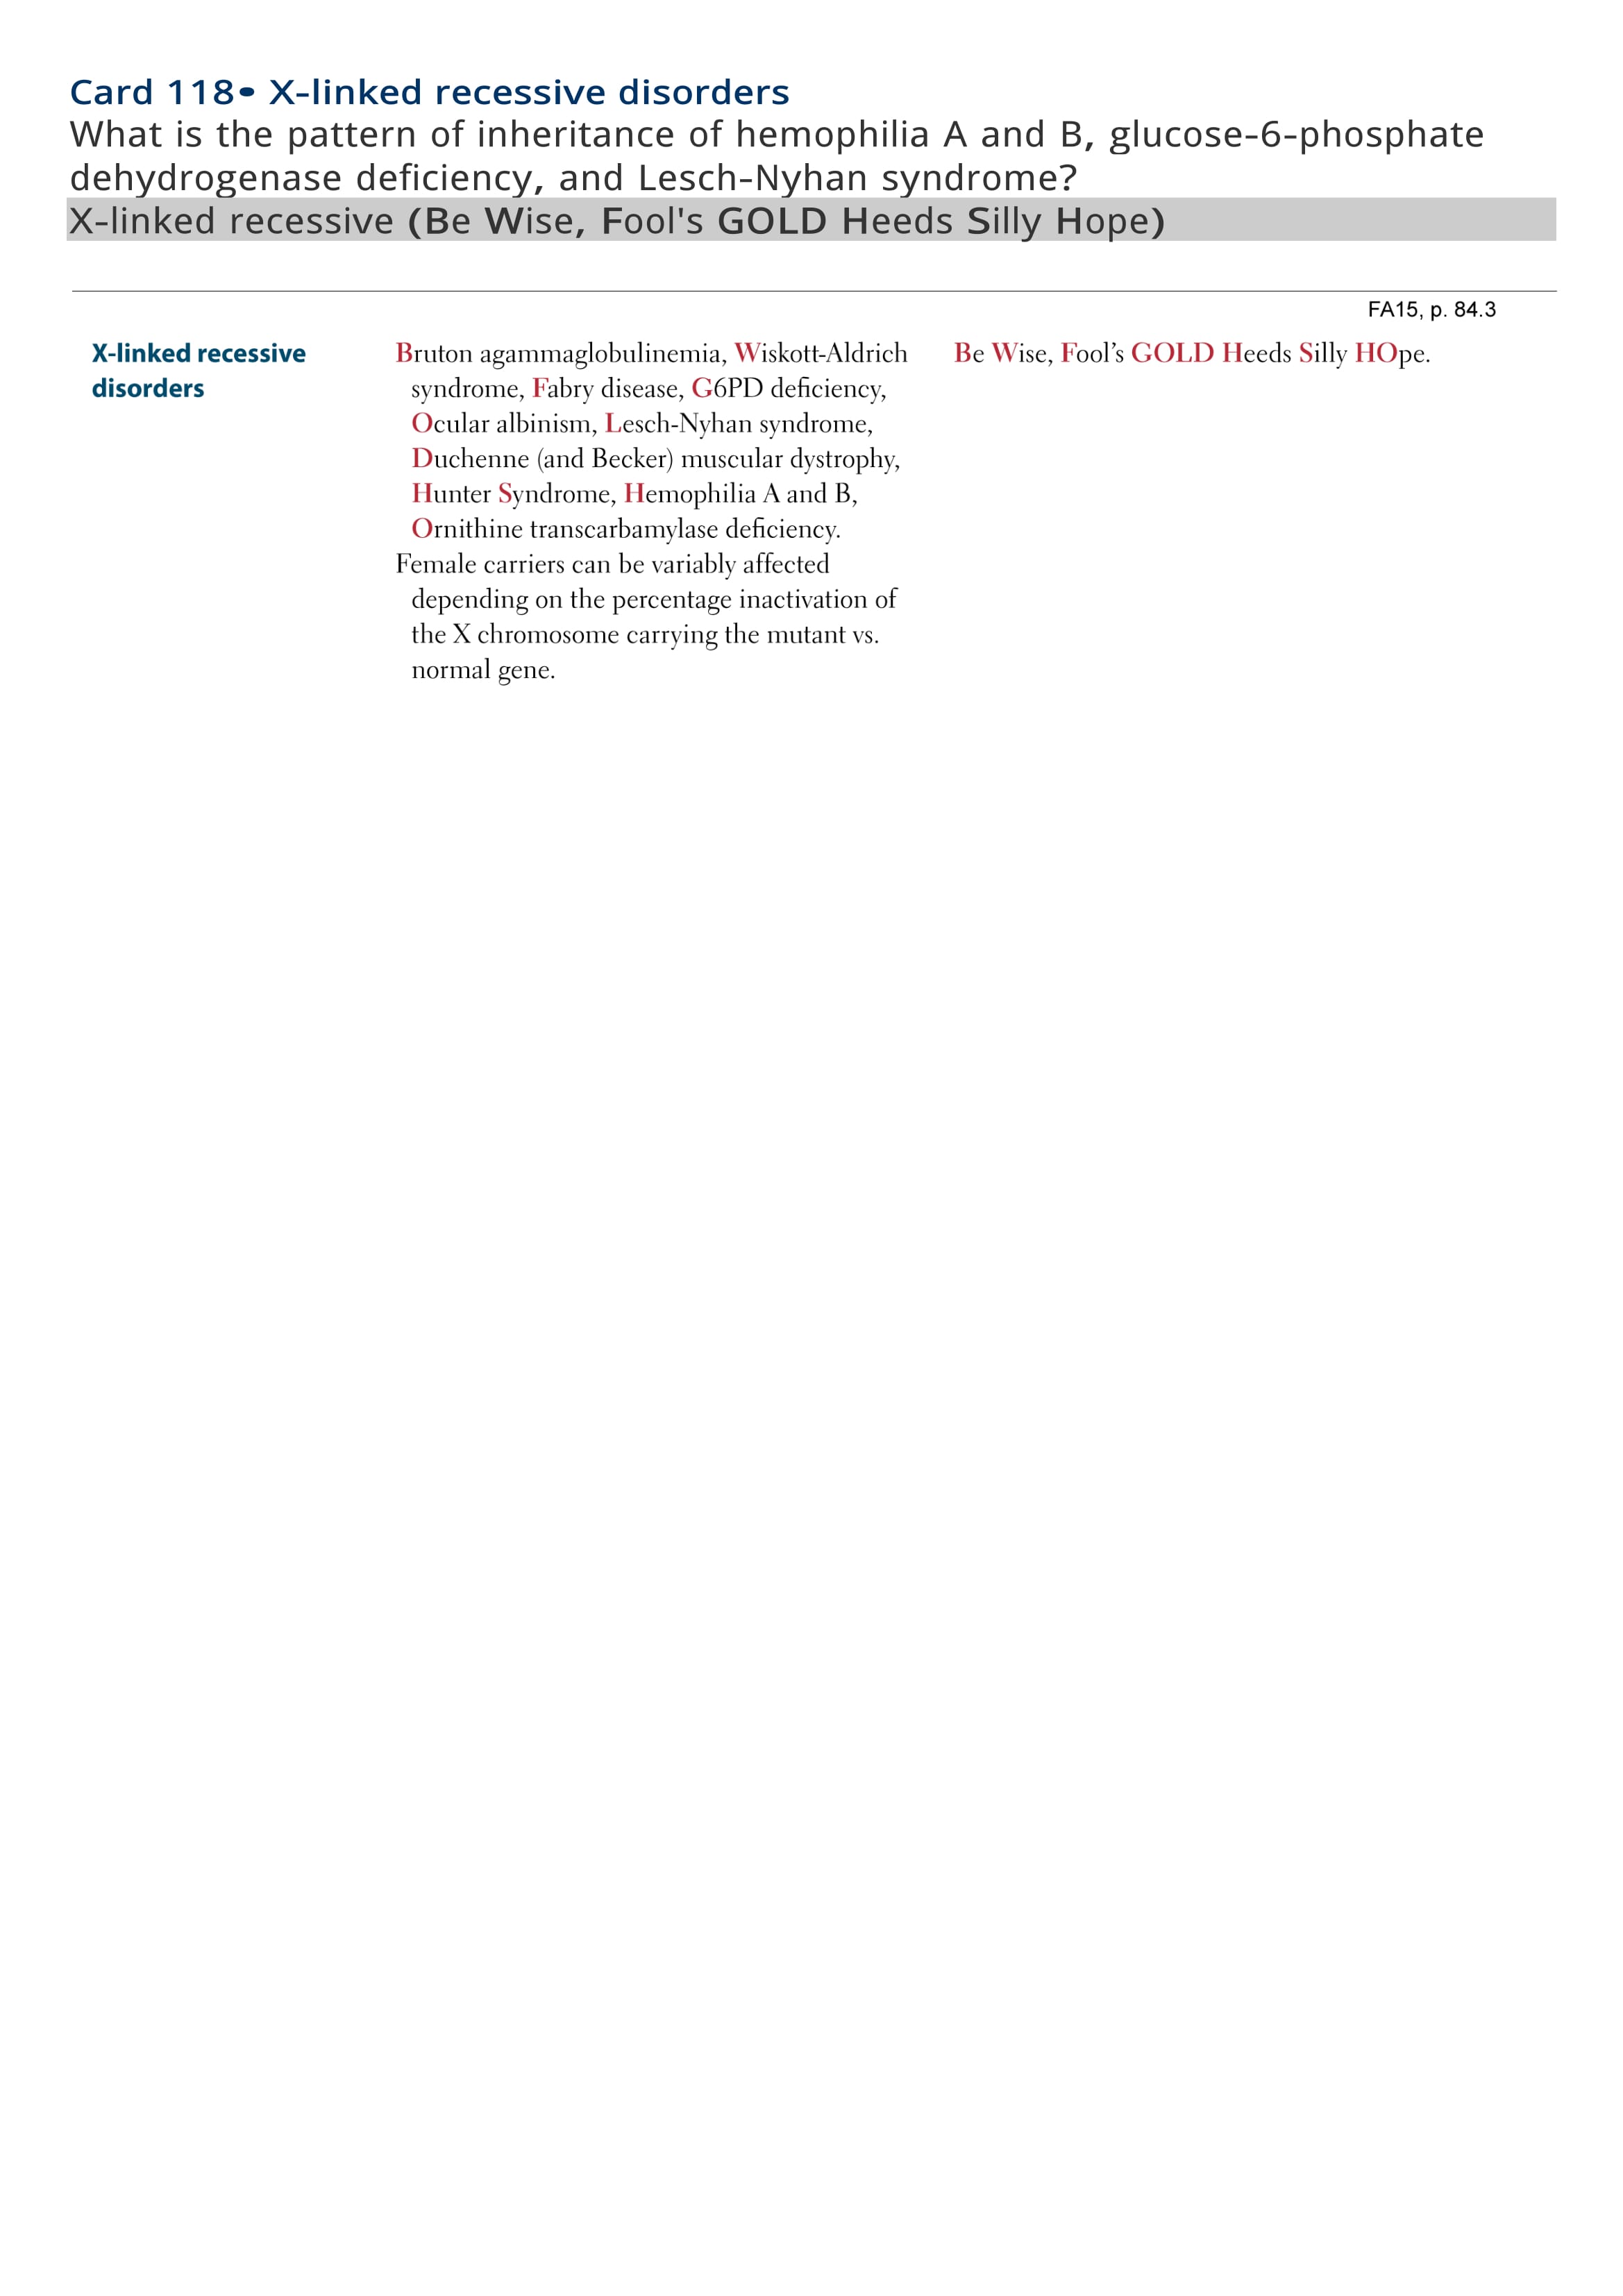 Card 118• X-linked recessive disorders
What is the pattern of inheritance of hemophilia A and B, glucose-6-phosphate
dehydrogenase deficiency, and Lesch-Nyhan syndrome?
X-linked recessive (Be Wise, Fool's GOLD Heeds Silly Hope)
FA15, p. 84.3
X-linked recessive
disorders
Bruton agammaglobulinemia, Wiskott-Aldrich
syndrome, Fabry disease, G6PD deficiency,
Ocular albinism, Lesch-Nyhan syndrome,
Duchenne (and Becker) muscular dystrophy,
Hunter Syndrome, Hemophilia A and B,
Ornithine transcarbamylase deficiency.
Female carriers can be variably affected
depending on the percentage inactivation of
the X chromosome carrying the mutant vs.
normal gene.
Be Wise, Fool’s GOLD Heeds Silly HOpe.